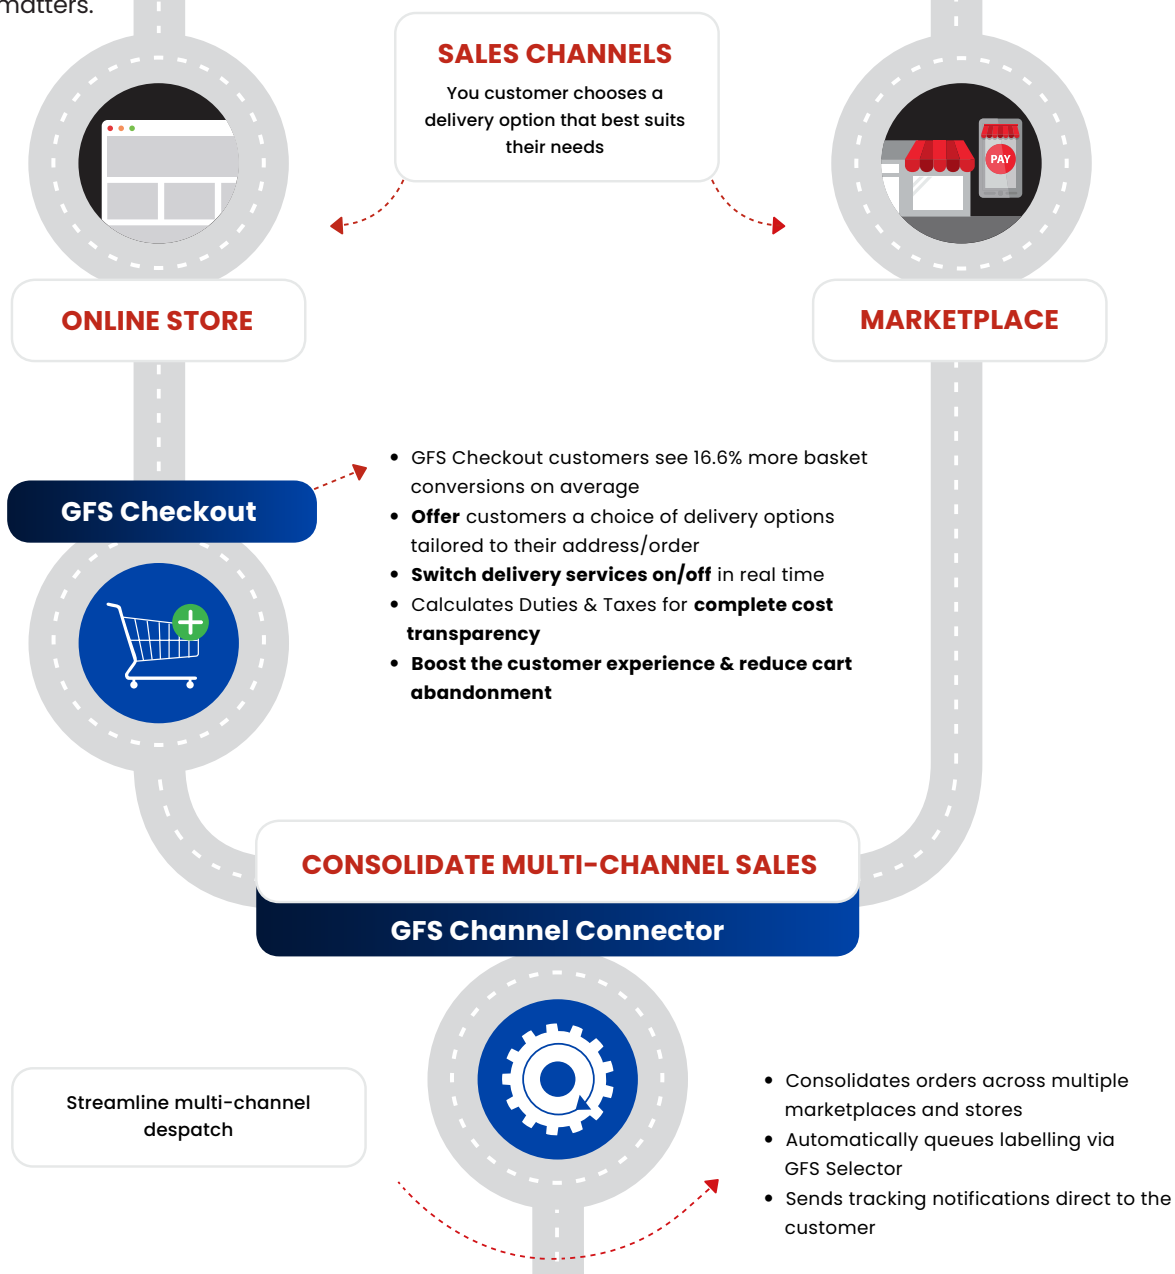 matters.
SALES CHANNELS
You customer chooses a
delivery option that best suits
their needs
PAY
ONLINE STORE
MARKETPLACE
GFS Checkout
• GFS Checkout customers see 16.6% more basket
conversions on average
• Offer customers a choice of delivery options
tailored to their address/order
• Switch delivery services on/off in real time
• Calculates Duties & Taxes for complete cost
transparency
• Boost the customer experience & reduce cart
abandonment
CONSOLIDATE MULTI-CHANNEL SALES
GFS Channel Connector
Streamline multi-channel
despatch
• Consolidates orders across multiple
marketplaces and stores
• Automatically queues labelling via
GFS Selector
• Sends tracking notifications direct to the
customer